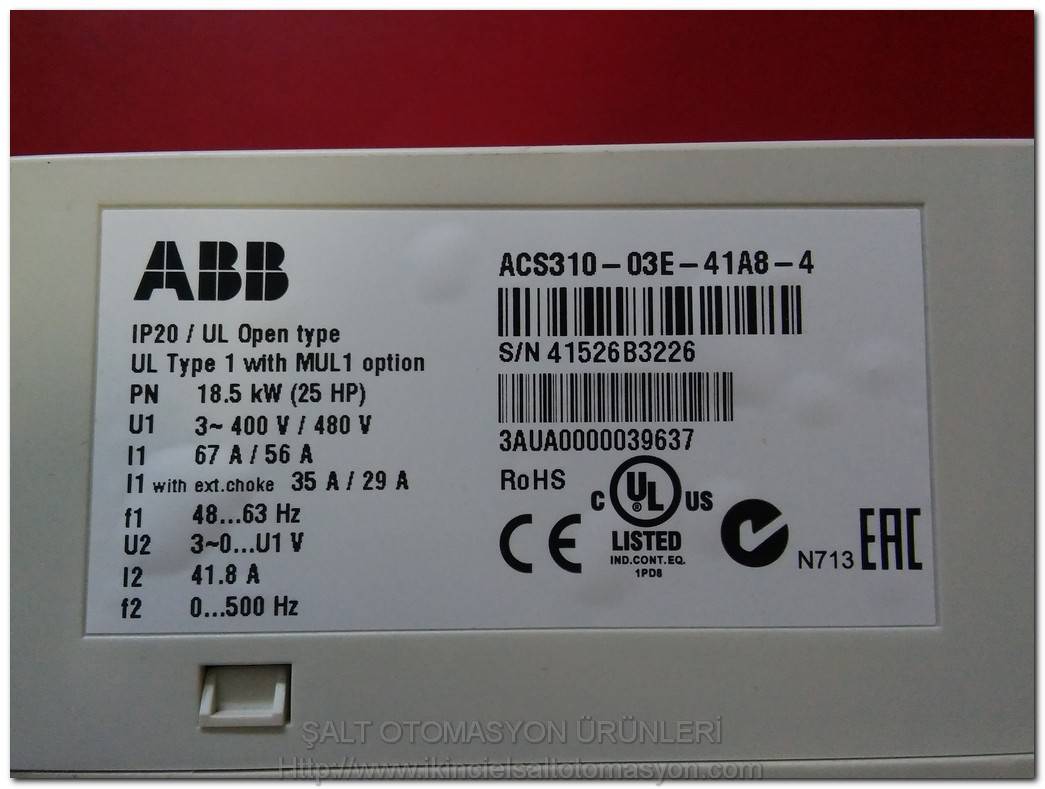 ABB
IP20 / UL Open type
UL Type 1 with MUL1 option
PN 18.5 kW (25 HP)
U1 3~ 400 V / 480 V
I1 67 A / 56 A
I1 with ext.choke 35 A / 29 A
f1 48...63 Hz
U2 3~0...U1 V
I2 41.8 A
f2 0...500 Hz
ACS310-03E-41A8-4
S/N 41526B3226
3AUA0000039637
RoHS
C UL ® US
LISTED
IND.CONT.EQ.
1PD8
CE
N713
EAC
ŞALT OTOMASYON ÜRÜNLERİ
Http://www.ikincielsaltotomasyon.com